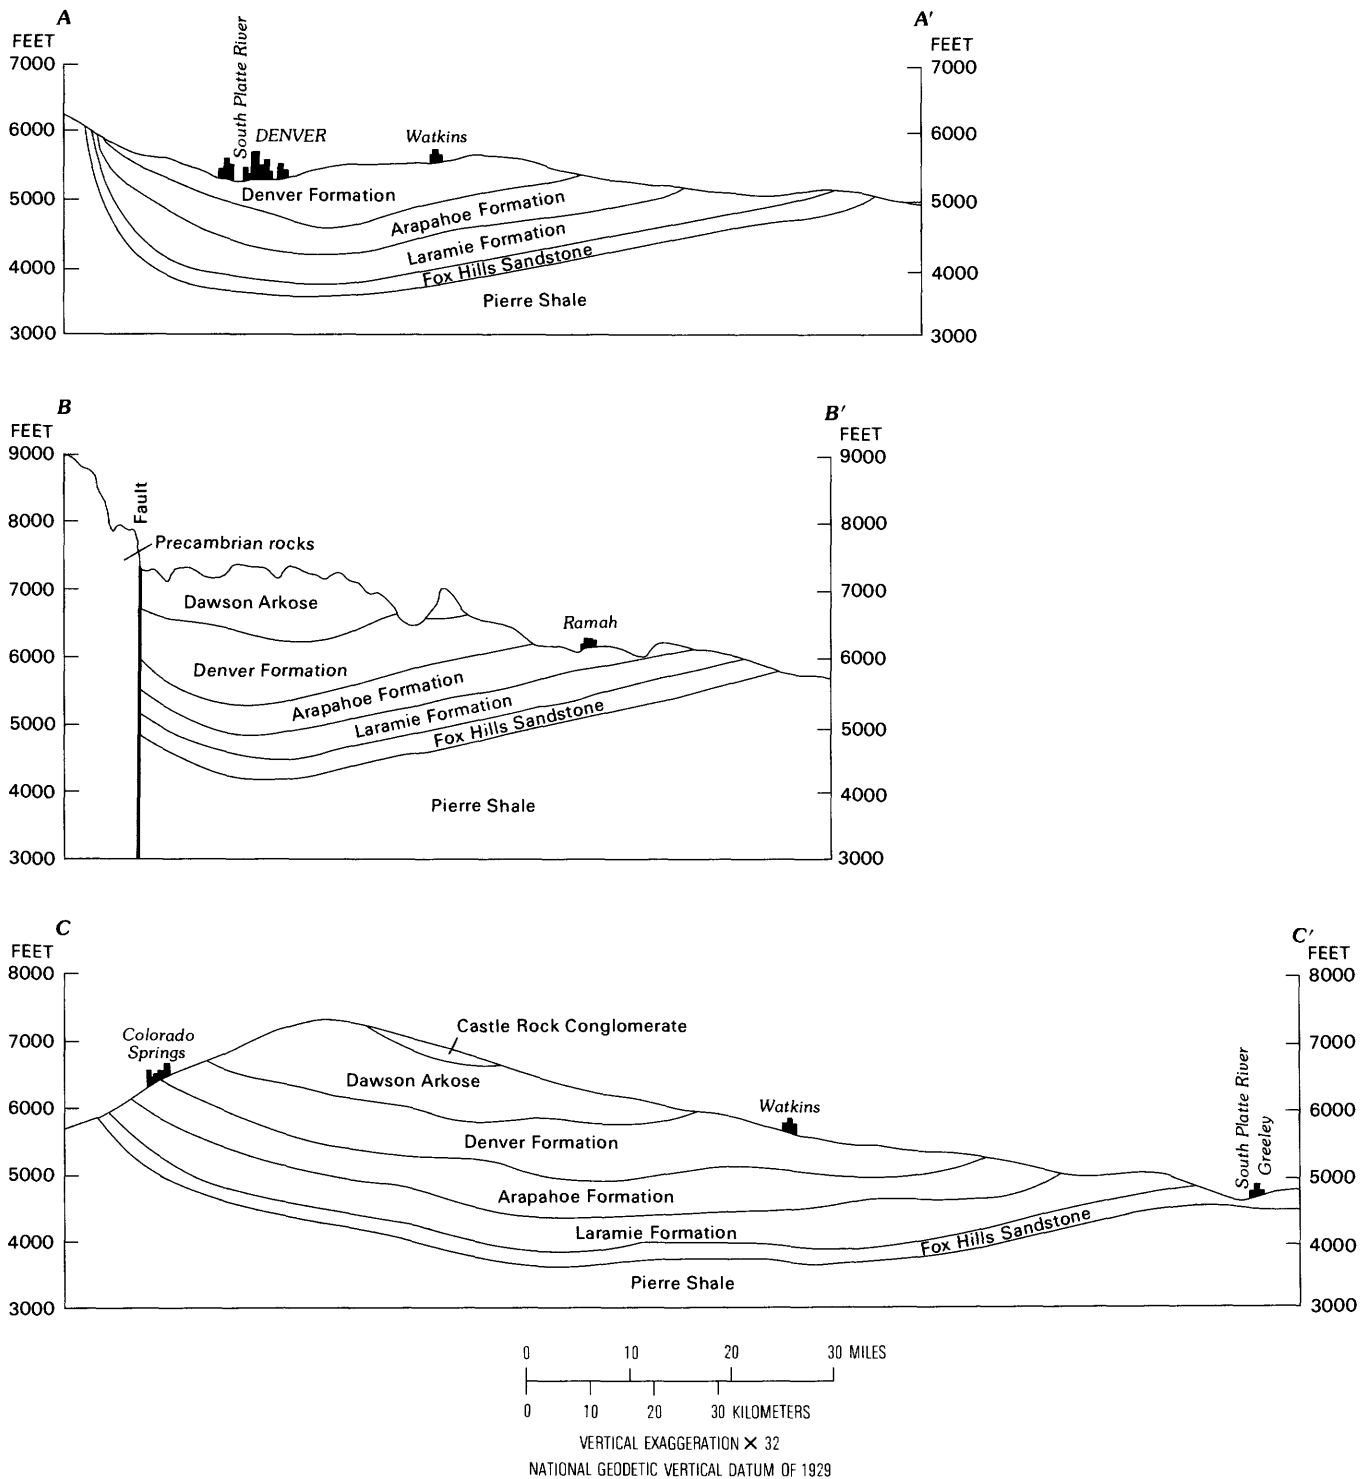 A
A'
FEET
FEET
7000
7000
South Platte River
DENVER
Watkins
6000
6000
Denver Formation
Arapahoe Formation
5000
5000
Laramie Formation
Fox Hills Sandstone
4000
4000
Pierre Shale
3000
3000
B
B'
FEET
FEET
9000
9000
Fault
8000
8000
Precambrian rocks
7000
7000
Dawson Arkose
Ramah
6000
6000
Denver Formation
Arapahoe Formation
Laramie Formation
Fox Hills Sandstone
5000
5000
4000
4000
Pierre Shale
3000
3000
C
C'
FEET
FEET
8000
8000
Castle Rock Conglomerate
Colorado
Springs
7000
7000
Dawson Arkose
Watkins
South Platte River
Greeley
6000
6000
Denver Formation
5000
5000
Arapahoe Formation
Laramie Formation
Fox Hills Sandstone
4000
4000
Pierre Shale
3000
3000
0 10 20 30 MILES
0 10 20 30 KILOMETERS
VERTICAL EXAGGERATION × 32
NATIONAL GEODETIC VERTICAL DATUM OF 1929